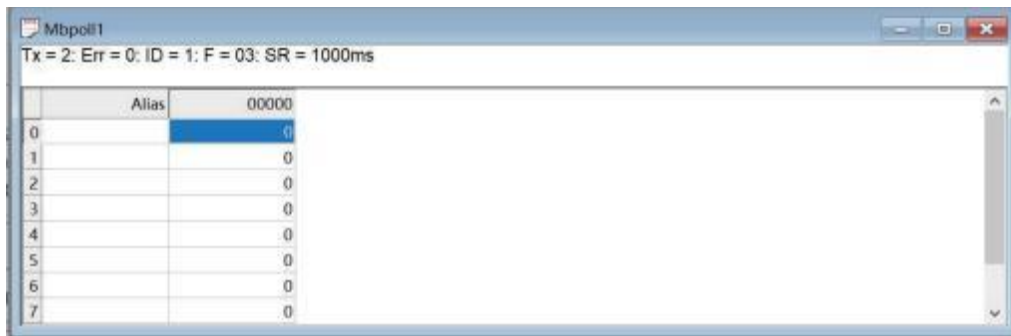 Mbpoll1
Tx = 2: Err = 0: ID = 1: F = 03: SR = 1000ms
Alias 00000
0 0
1 0
2 0
3 0
4 0
5 0
6 0
7 0